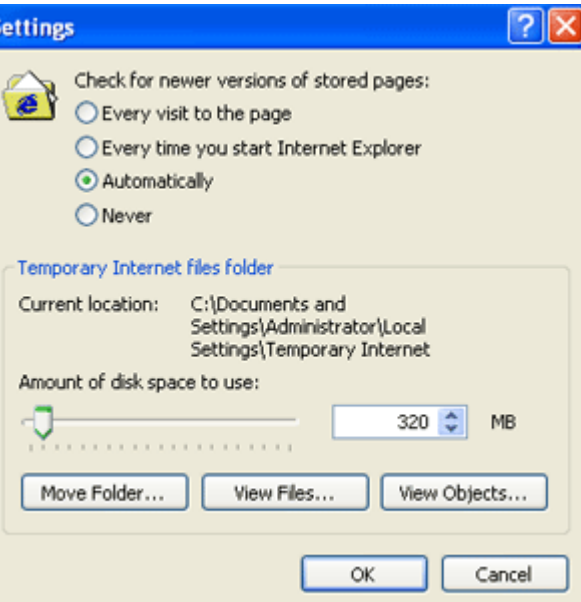 Settings
Check for newer versions of stored pages:
Every visit to the page
Every time you start Internet Explorer
Automatically
Never
Temporary Internet files folder
Current location: C:\Documents and
Settings\Administrator\Local
Settings\Temporary Internet
Amount of disk space to use:
320 MB
Move Folder... View Files... View Objects...
OK Cancel